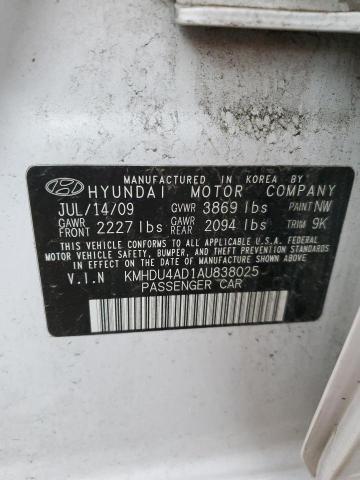 MANUFACTURED IN KOREA BY
HYUNDAI MOTOR COMPANY
JUL/14/09 GVWR 3869 lbs PAINT NW
GAWR FRONT 2227 lbs GAWR REAR 2094 lbs TRIM 9K
THIS VEHICLE CONFORMS TO ALL APPLICABLE U.S.A. FEDERAL
MOTOR VEHICLE SAFETY, BUMPER, AND THEFT PREVENTION STANDARDS
IN EFFECT ON THE DATE OF MANUFACTURE SHOWN ABOVE.
V.I.N KMHDU4AD1AU838025
PASSENGER CAR